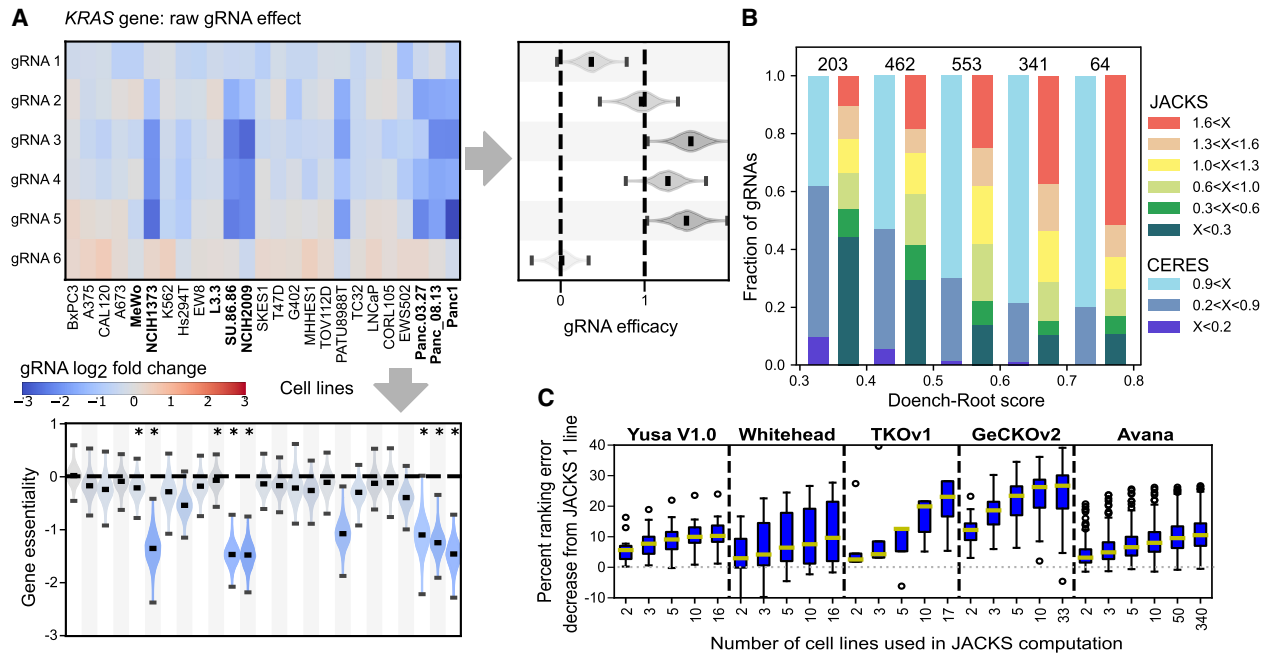 A
KRAS gene: raw gRNA effect
gRNA 1
gRNA 2
gRNA 3
gRNA 4
gRNA 5
gRNA 6
BxPC3
A375
CAL120
A673
MeWo
NCIH1373
K562
Hs294T
EW8
L3.3
SU.86.86
NCIH2009
SKES1
T47D
G402
MHHES1
TOV112D
PATU8988T
TC32
LNCaP
CORL105
EWS502
Panc.03.27
Panc_08.13
Panc1
0 1
gRNA efficacy
gRNA log2 fold change
−3 −2 −1 0 1 2 3
Cell lines
Gene essentiality
1
0
-1
-2
-3
* * * * * * * *
B
Fraction of gRNAs
1.0
0.8
0.6
0.4
0.2
0.0
203 462 553 341 64
0.3 0.4 0.5 0.6 0.7 0.8
Doench-Root score
JACKS
1.6<X
1.3<X<1.6
1.0<X<1.3
0.6<X<1.0
0.3<X<0.6
X<0.3
CERES
0.9<X
0.2<X<0.9
X<0.2
C
Percent ranking error
decrease from JACKS 1 line
40
30
20
10
0
-10
Yusa V1.0 Whitehead TKOv1 GeCKOv2 Avana
2 3 5 10 16 2 3 5 10 16 2 3 5 10 17 2 3 5 10 33 2 3 5 10 50 340
Number of cell lines used in JACKS computation